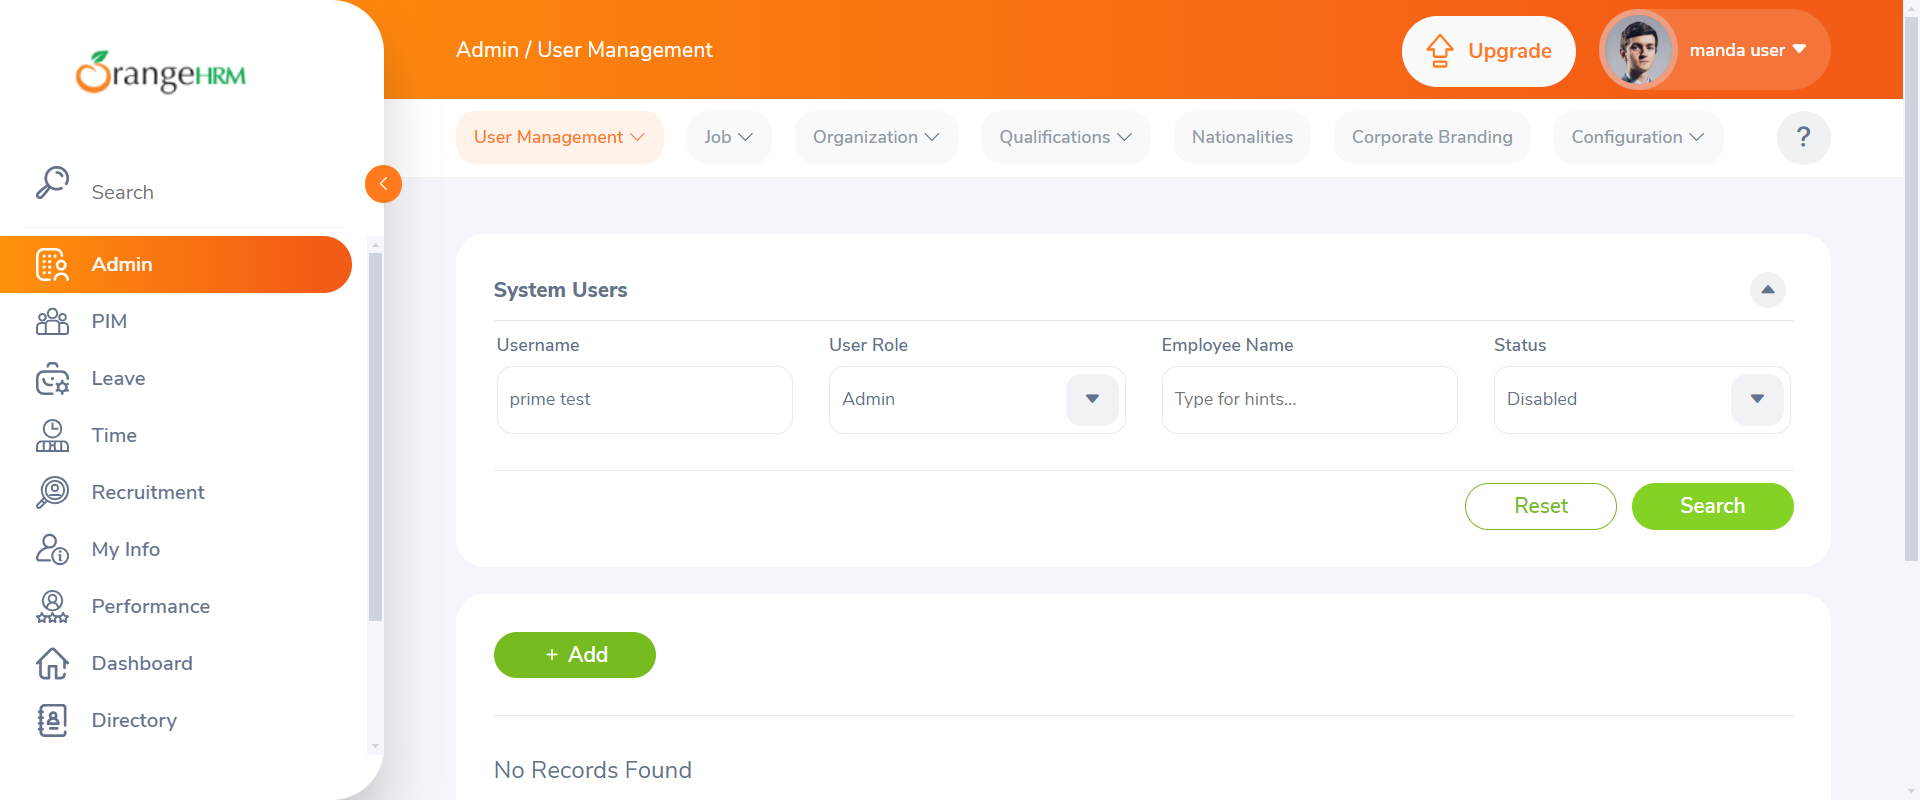 OrangeHRM
Admin / User Management
Upgrade
manda user
User Management
Job
Organization
Qualifications
Nationalities
Corporate Branding
Configuration
?
Search
Admin
PIM
Leave
Time
Recruitment
My Info
Performance
Dashboard
Directory
System Users
Username
User Role
Employee Name
Status
prime test
Admin
Type for hints...
Disabled
Reset
Search
+ Add
No Records Found